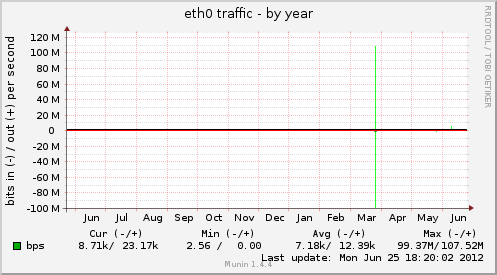 eth0 traffic - by year
RRDTOOL / TOBI OETIKER
bits in (-) / out (+) per second
120 M
100 M
80 M
60 M
40 M
20 M
0
-20 M
-40 M
-60 M
-80 M
-100 M
Jun Jul Aug Sep Oct Nov Dec Jan Feb Mar Apr May Jun
Cur (-/+) Min (-/+) Avg (-/+) Max (-/+)
bps 8.71k/ 23.17k 2.56 / 0.00 7.18k/ 12.39k 99.37M/107.52M
Last update: Mon Jun 25 18:20:02 2012
Munin 1.4.4